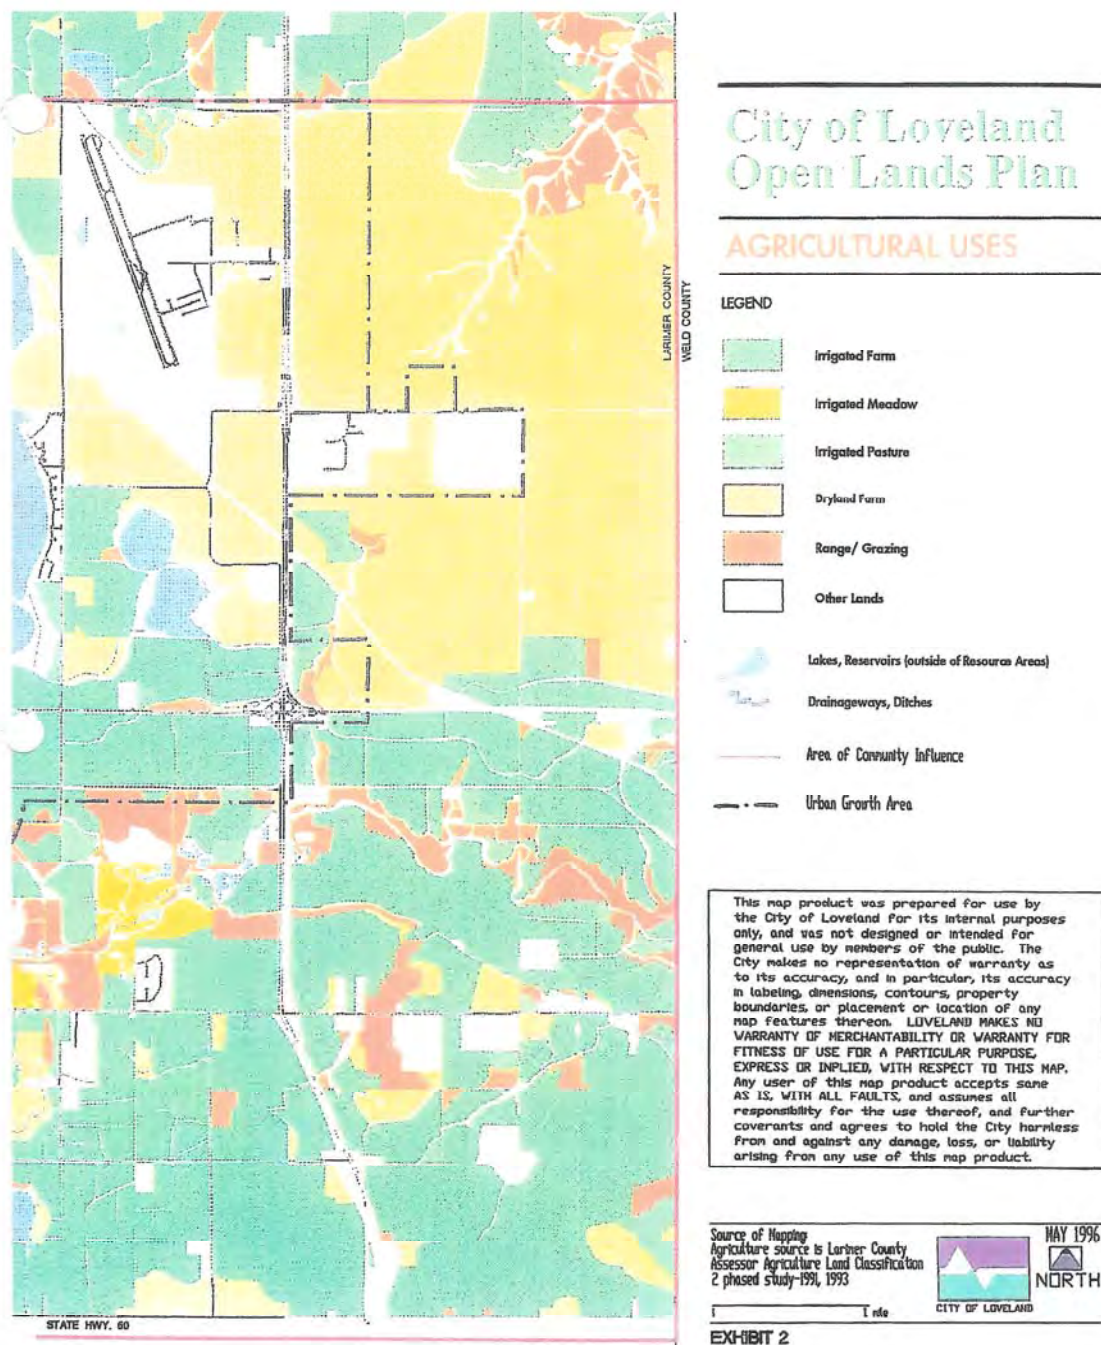 City of Loveland
Open Lands Plan
AGRICULTURAL USES
LEGEND
Irrigated Farm
Irrigated Meadow
Irrigated Pasture
Dryland Farm
Range/ Grazing
Other Lands
Lakes, Reservoirs (outside of Resource Areas)
Drainageways, Ditches
Area of Community Influence
Urban Growth Area
LARIMER COUNTY
WELD COUNTY
This map product was prepared for use by
the City of Loveland for its internal purposes
only, and was not designed or intended for
general use by members of the public. The
City makes no representation of warranty as
to its accuracy, and in particular, its accuracy
in labeling, dimensions, contours, property
boundaries, or placement or location of any
map features thereon. LOVELAND MAKES NO
WARRANTY OF MERCHANTABILITY OR WARRANTY FOR
FITNESS OF USE FOR A PARTICULAR PURPOSE,
EXPRESS OR IMPLIED, WITH RESPECT TO THIS MAP.
Any user of this map product accepts same
AS IS, WITH ALL FAULTS, and assumes all
responsibility for the use thereof, and further
coverants and agrees to hold the City harmless
from and against any damage, loss, or liability
arising from any use of this map product.
Source of Mapping
Agriculture source is Larimer County
Assessor Agriculture Land Classification
2 phased study-1991, 1993
1 mile
CITY OF LOVELAND
MAY 1996
NORTH
STATE HWY. 60
EXHIBIT 2